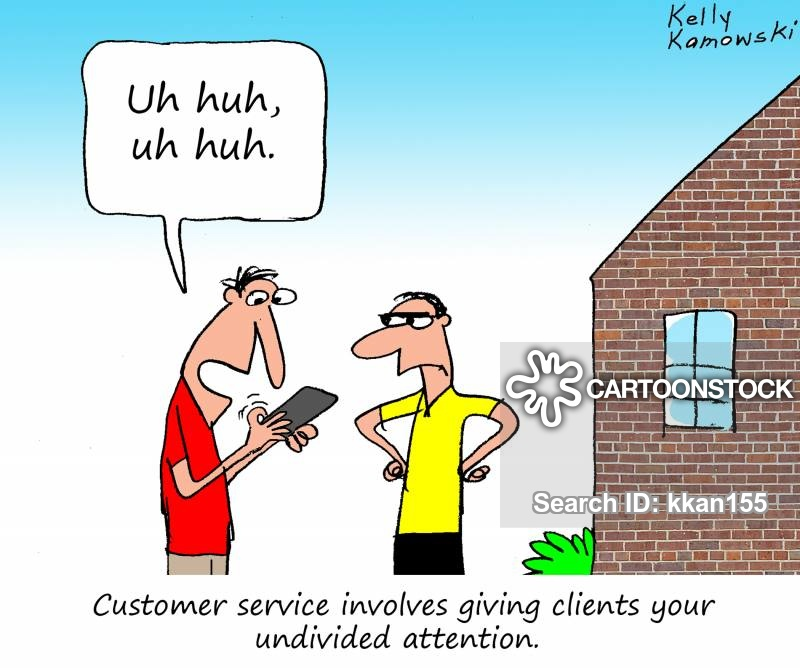 Kelly
Kamowski
Uh huh,
uh huh.
CARTOONSTOCK
Search ID: kkan155
Customer service involves giving clients your
undivided attention.